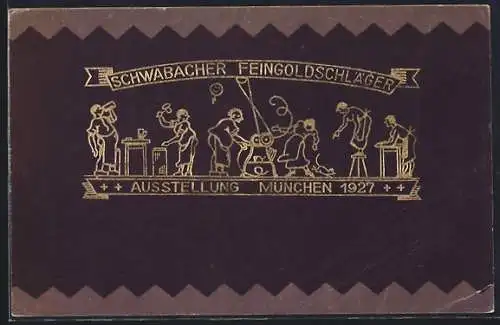 SCHWABACHER FEINGOLDSCHLÄGER
++ AUSSTELLUNG MÜNCHEN 1927 ++